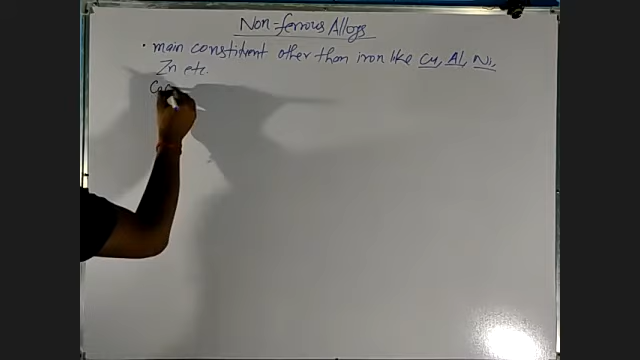 Non-ferrous Alloys
• main constituent other than iron like Cu, Al, Ni,
Zn etc.